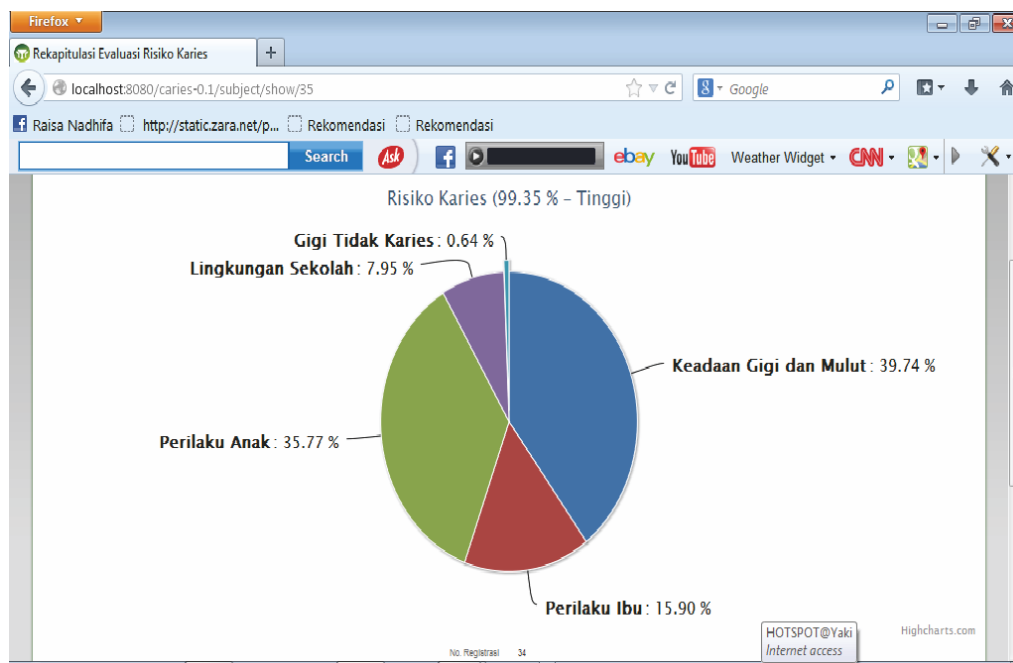 Firefox
Rekapitulasi Evaluasi Risiko Karies
+
localhost:8080/caries-0.1/subject/show/35
8 Google
Raisa Nadhifa http://static.zara.net/p... Rekomendasi Rekomendasi
Search Ask f ebay YouTube Weather Widget CNN
Risiko Karies (99.35 % - Tinggi)
Gigi Tidak Karies : 0.64 %
Lingkungan Sekolah : 7.95 %
Keadaan Gigi dan Mulut : 39.74 %
Perilaku Anak : 35.77 %
Perilaku Ibu : 15.90 %
HOTSPOT@Yaki
Internet access
Highcharts.com
No. Registrasi 34